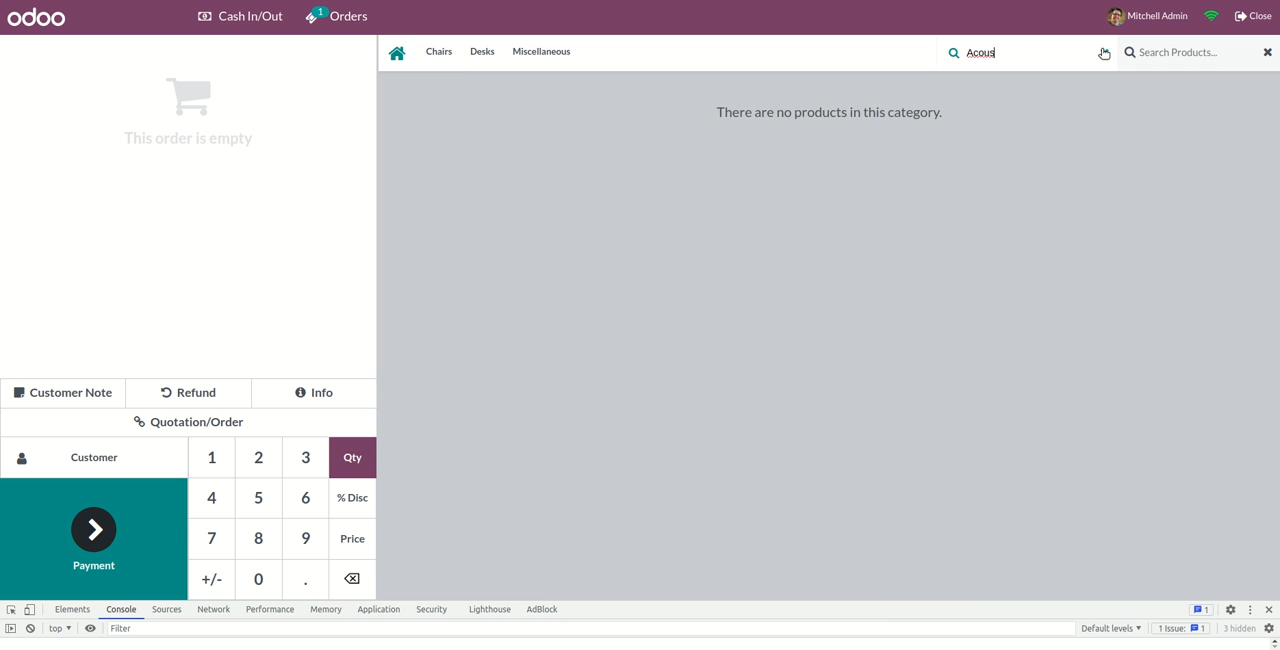 odoo
Cash In/Out
1
Orders
Mitchell Admin
Close
Chairs
Desks
Miscellaneous
Acous
Search Products...
This order is empty
There are no products in this category.
Customer Note
Refund
Info
Quotation/Order
Customer
1
2
3
Qty
4
5
6
% Disc
7
8
9
Price
Payment
+/-
0
.
Elements
Console
Sources
Network
Performance
Memory
Application
Security
Lighthouse
AdBlock
1
top
Filter
Default levels
1 Issue:
1
3 hidden